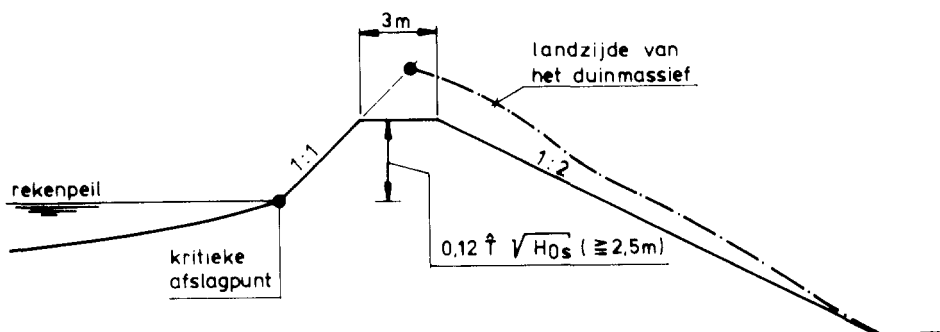 3m
landzijde van
het duinmassief
1:1
1:2
rekenpeil
0,12 T̂ √H0s ( ≧ 2,5m)
kritieke
afslagpunt